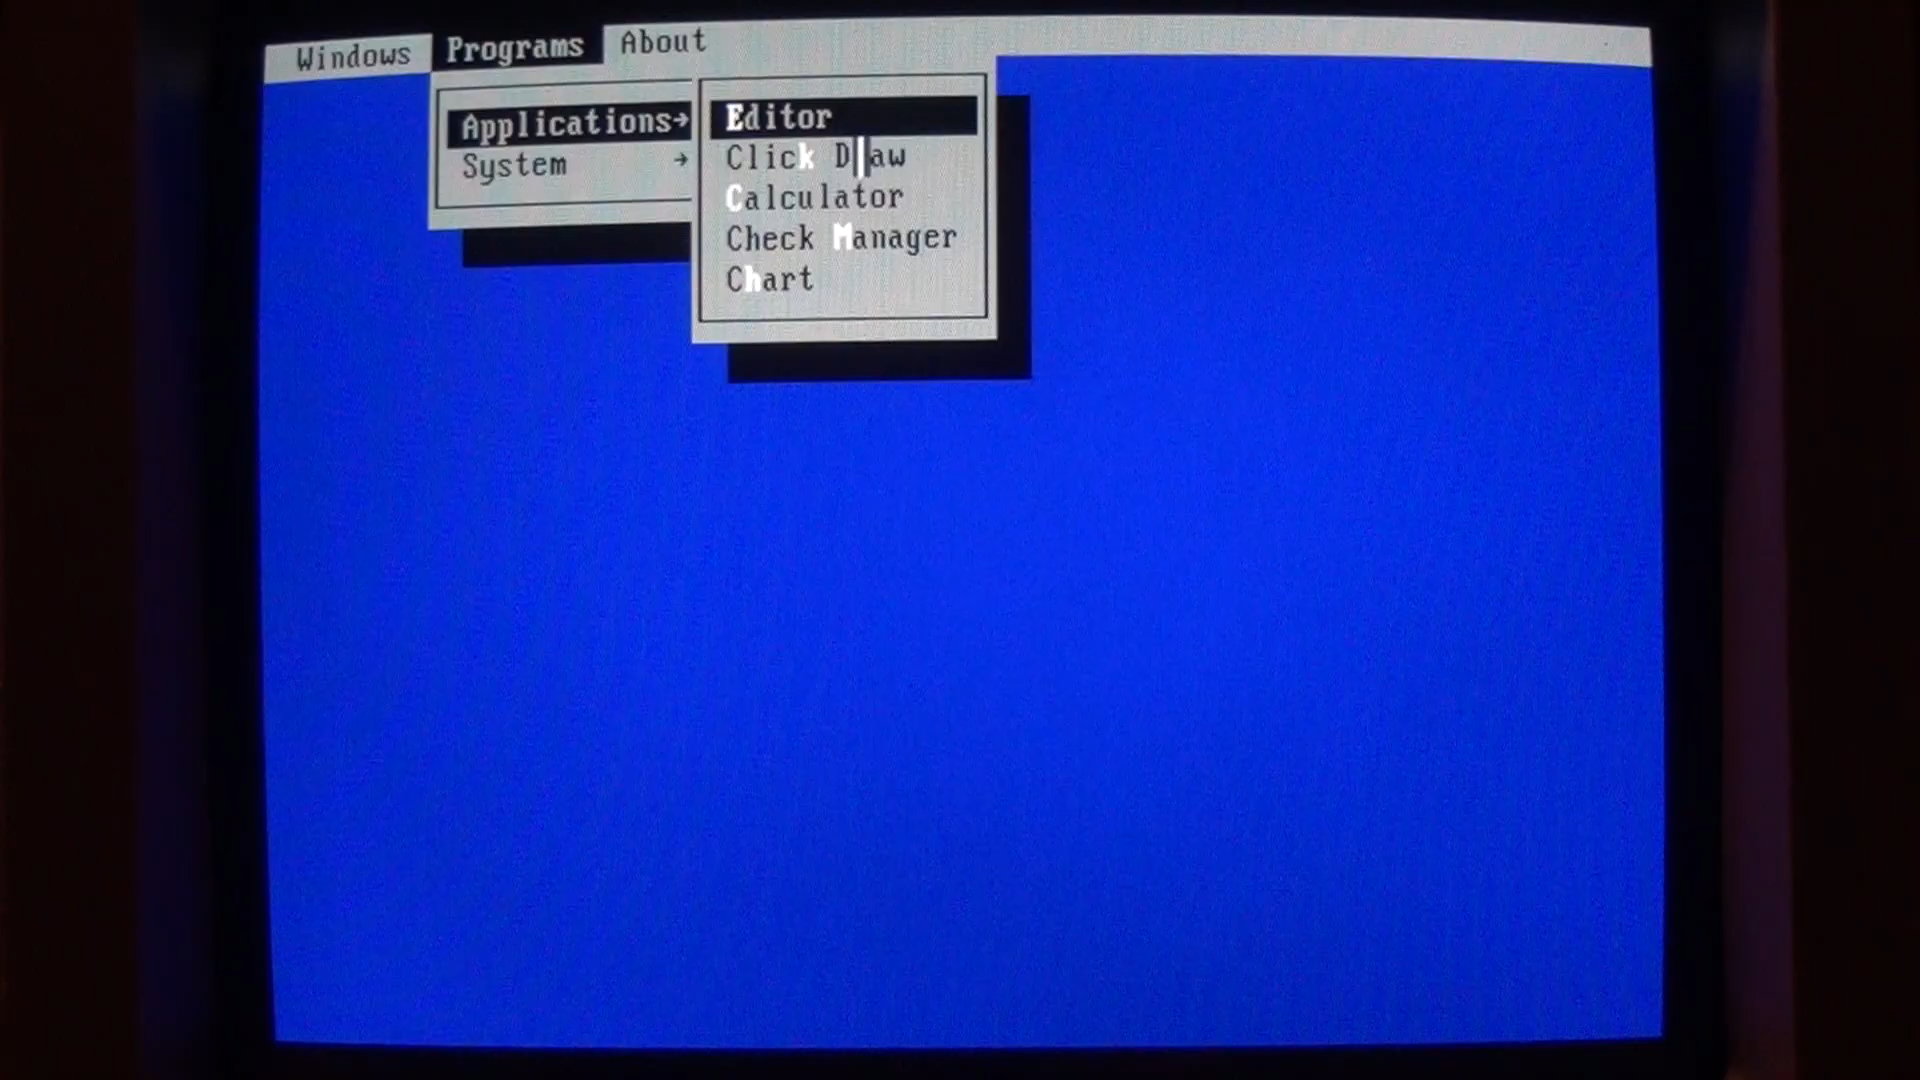 Windows Programs About
Applications→
System →
Editor
Click Draw
Calculator
Check Manager
Chart